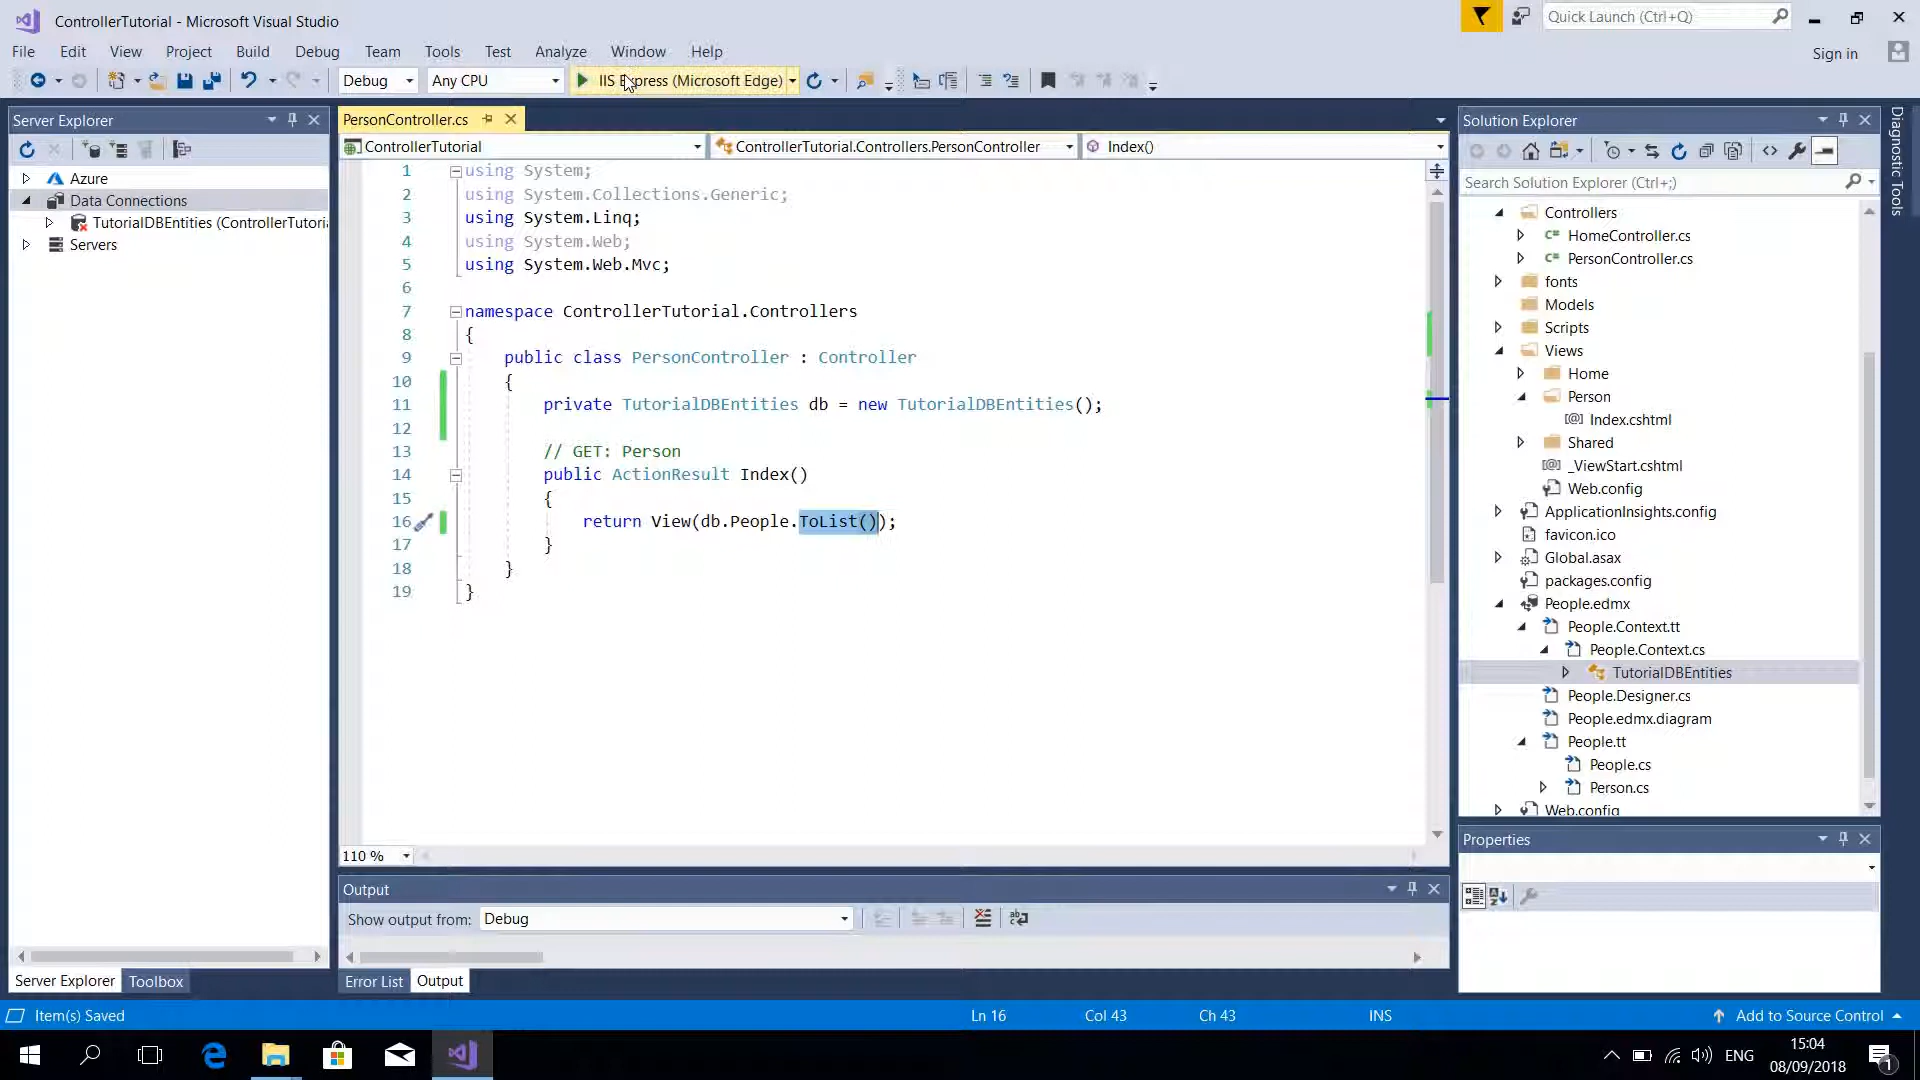 ControllerTutorial - Microsoft Visual Studio
Quick Launch (Ctrl+Q)
File Edit View Project Build Debug Team Tools Test Analyze Window Help
Sign in
Debug Any CPU IIS Express (Microsoft Edge)
Server Explorer
Azure
Data Connections
TutorialDBEntities (ControllerTutoria
Servers
PersonController.cs
ControllerTutorial ControllerTutorial.Controllers.PersonController Index()
1 using System;
2 using System.Collections.Generic;
3 using System.Linq;
4 using System.Web;
5 using System.Web.Mvc;
6
7 namespace ControllerTutorial.Controllers
8 {
9 public class PersonController : Controller
10 {
11 private TutorialDBEntities db = new TutorialDBEntities();
12
13 // GET: Person
14 public ActionResult Index()
15 {
16 return View(db.People.ToList());
17 }
18 }
19 }
110 %
Output
Show output from: Debug
Server Explorer Toolbox
Error List Output
Solution Explorer
Search Solution Explorer (Ctrl+;)
Controllers
C# HomeController.cs
C# PersonController.cs
fonts
Models
Scripts
Views
Home
Person
[@] Index.cshtml
Shared
[@] _ViewStart.cshtml
Web.config
ApplicationInsights.config
favicon.ico
Global.asax
packages.config
People.edmx
People.Context.tt
People.Context.cs
TutorialDBEntities
People.Designer.cs
People.edmx.diagram
People.tt
People.cs
Person.cs
Web.config
Properties
Diagnostic Tools
Item(s) Saved Ln 16 Col 43 Ch 43 INS Add to Source Control
ENG
15:04
08/09/2018
1